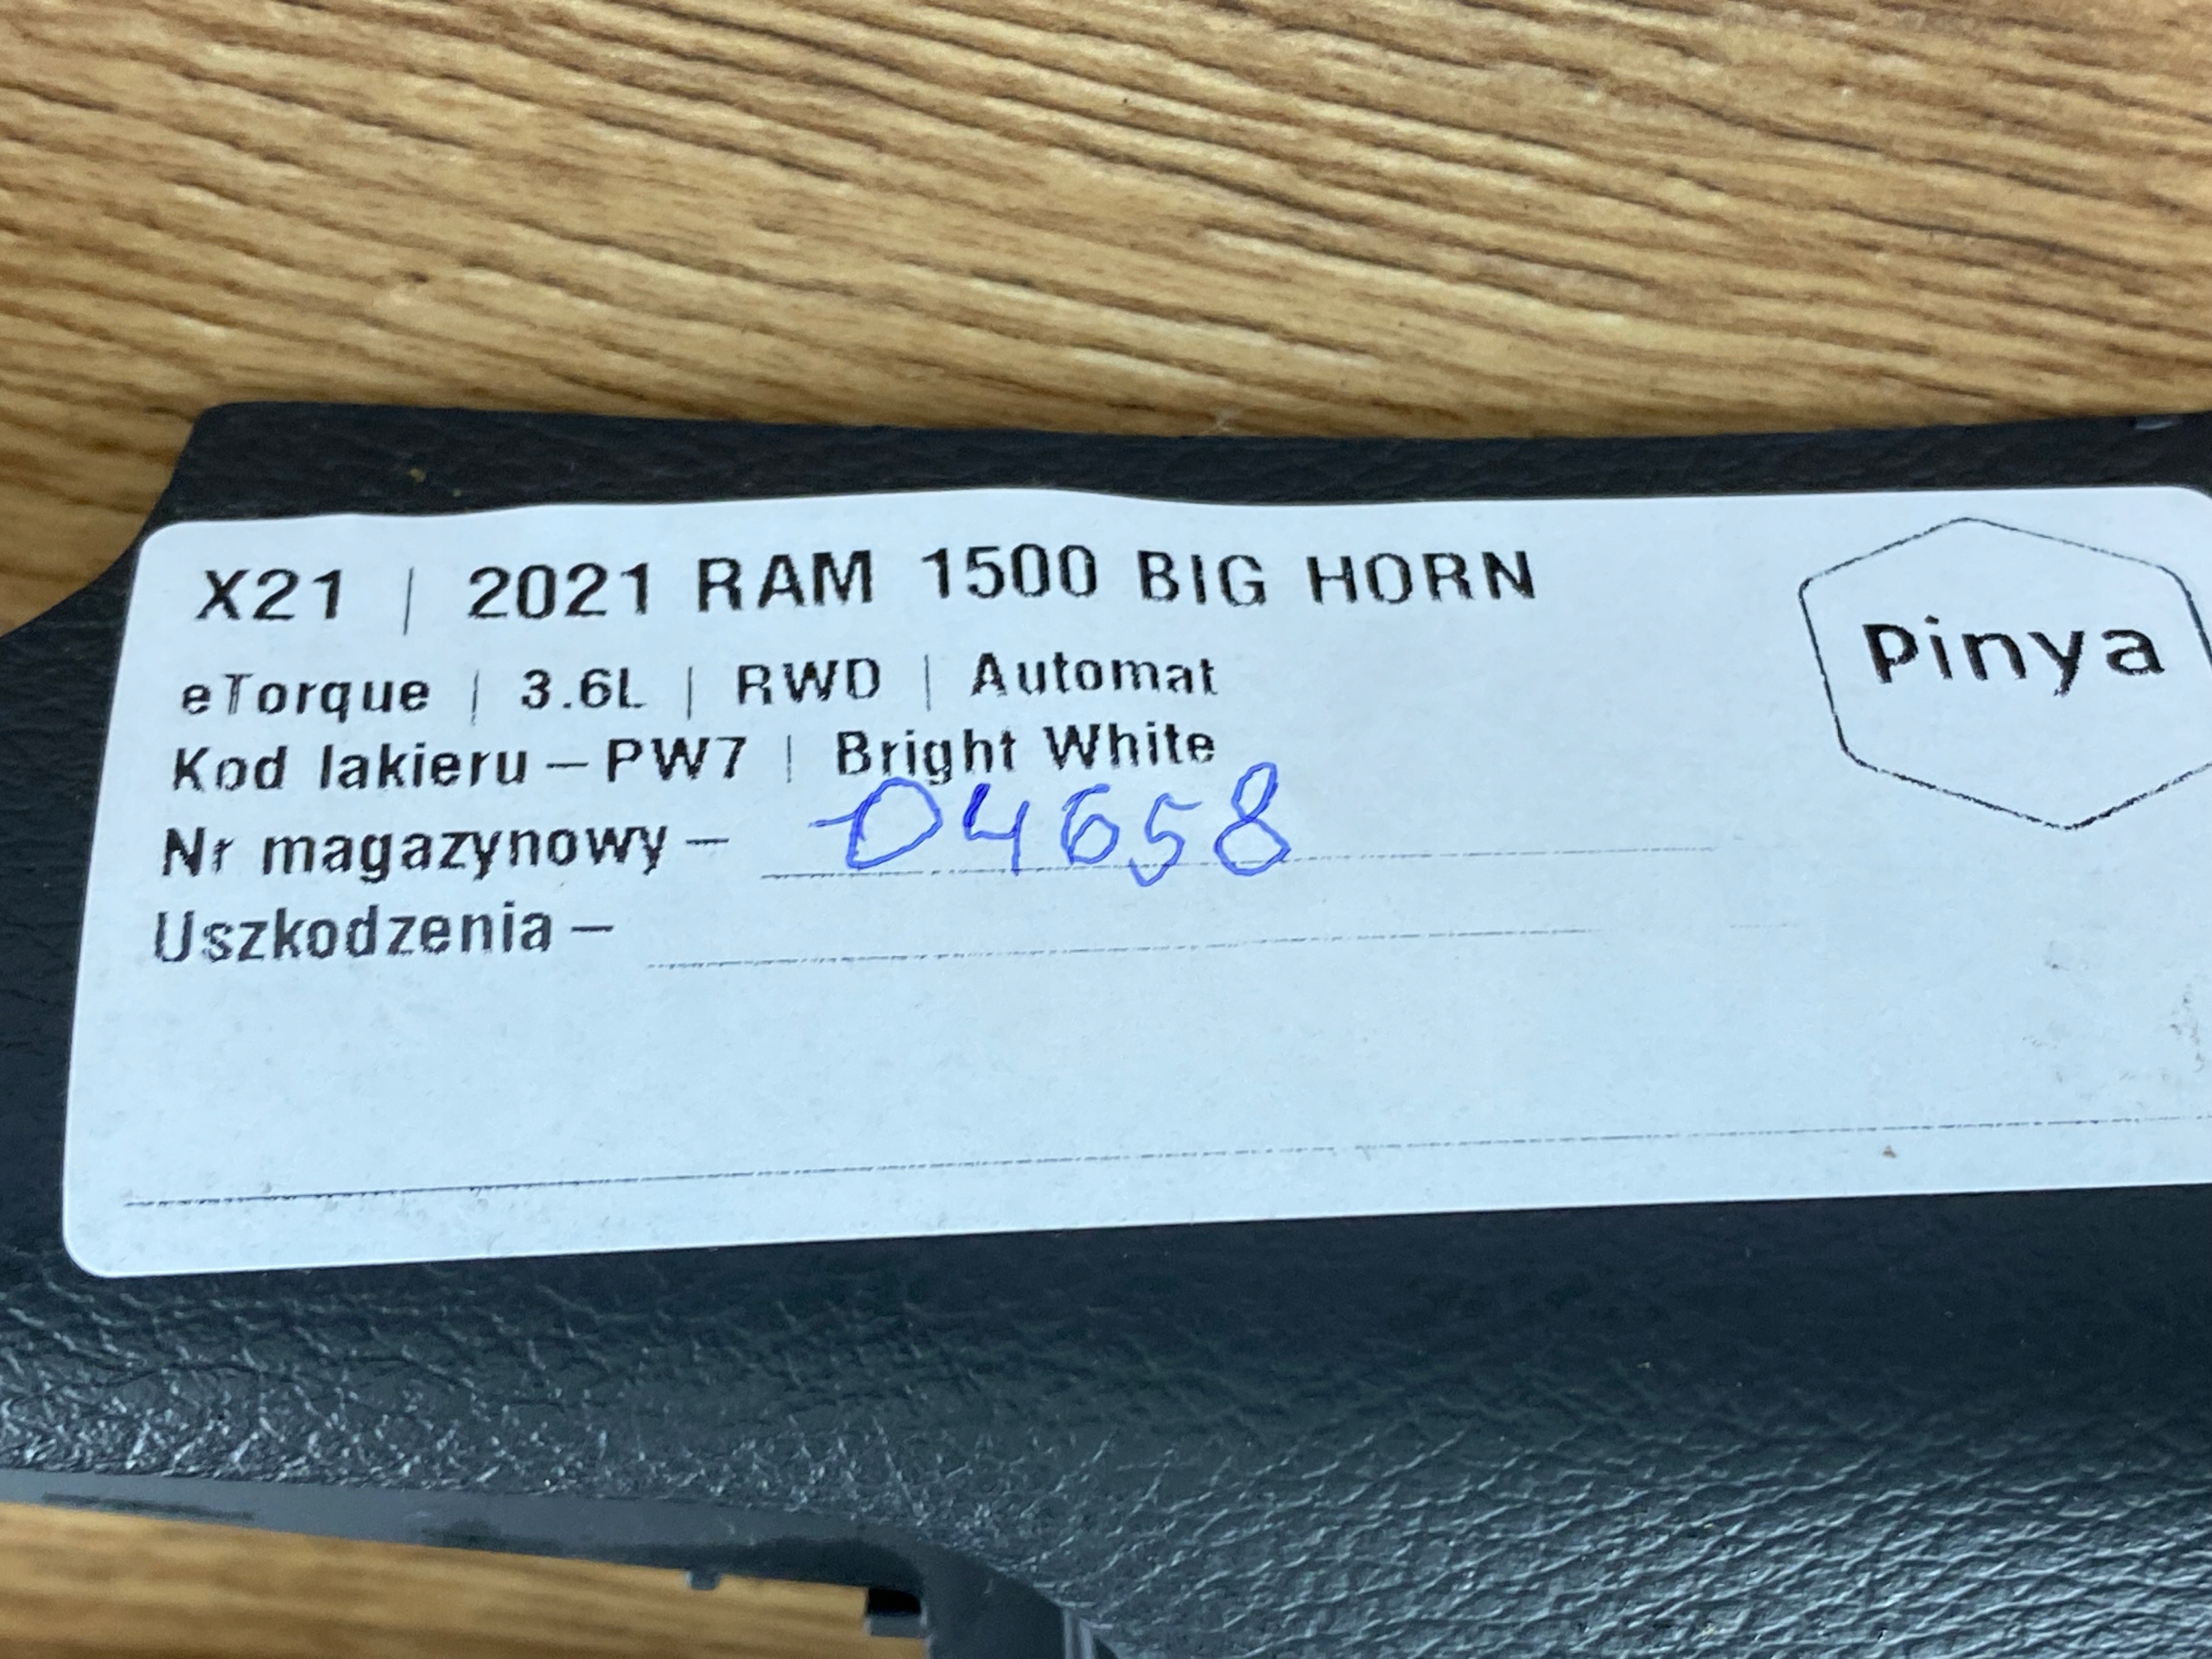 X21 | 2021 RAM 1500 BIG HORN
Pinya
eTorque | 3.6L | RWD | Automat
Kod lakieru – PW7 | Bright White
Nr magazynowy – 04658
Uszkodzenia –